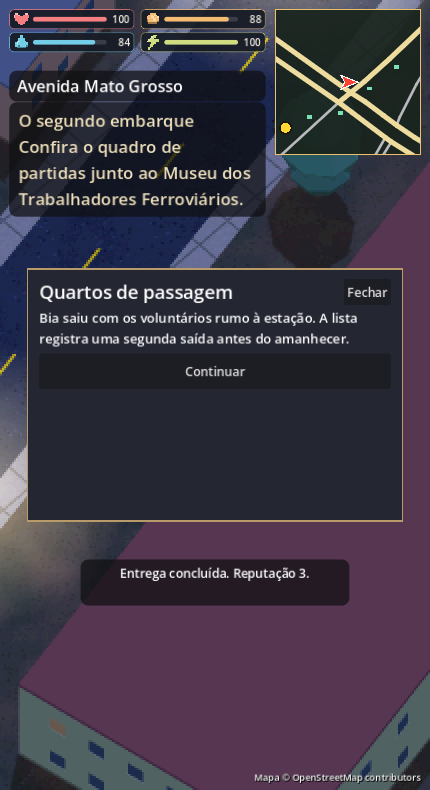 100
88
84
100
Avenida Mato Grosso
O segundo embarque
Confira o quadro de
partidas junto ao Museu dos
Trabalhadores Ferroviários.
Quartos de passagem
Fechar
Bia saiu com os voluntários rumo à estação. A lista
registra uma segunda saída antes do amanhecer.
Continuar
Entrega concluída. Reputação 3.
Mapa © OpenStreetMap contributors